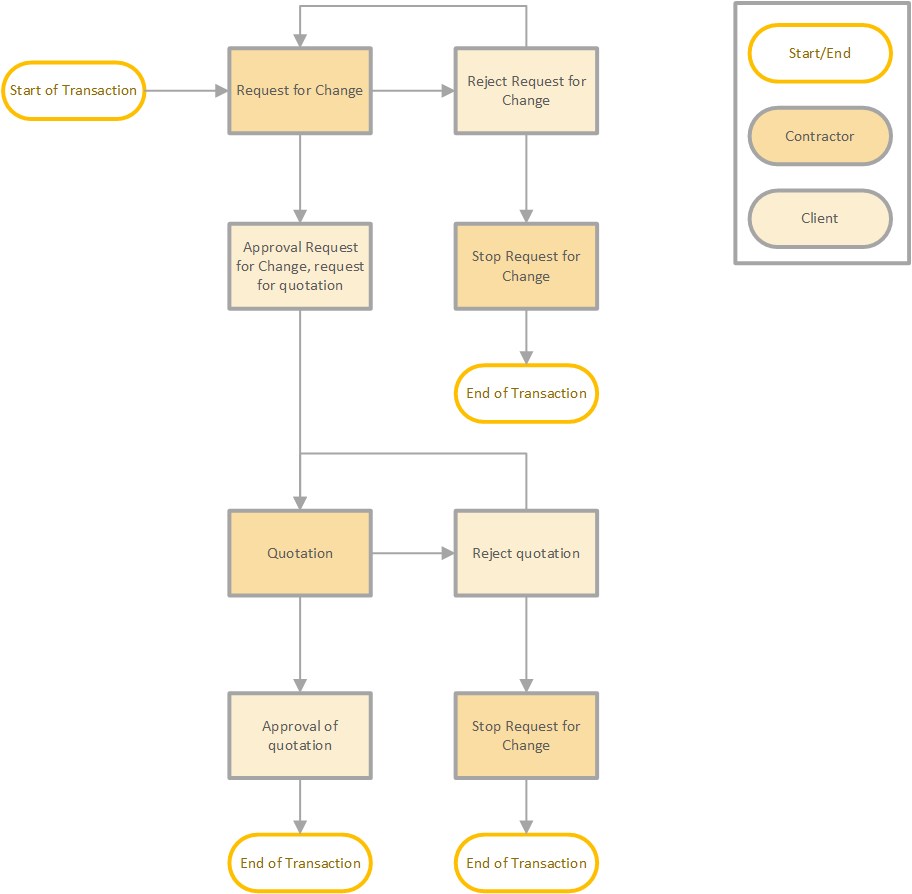 Start of Transaction
Request for Change
Reject Request for
Change
Start/End
Contractor
Client
Approval Request
for Change, request
for quotation
Stop Request for
Change
End of Transaction
Quotation
Reject quotation
Approval of
quotation
Stop Request for
Change
End of Transaction
End of Transaction